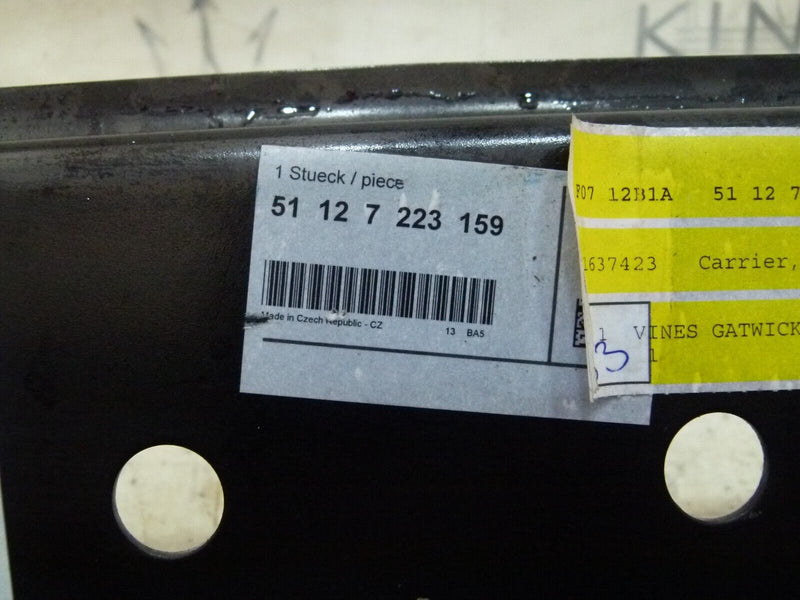 KIN
1 Stueck / piece
51 12 7 223 159
Made in Czech Republic - CZ
13 BA5
F07 12B1A 51 12 7
1637423 Carrier,
1 VINES GATWICK
1
3